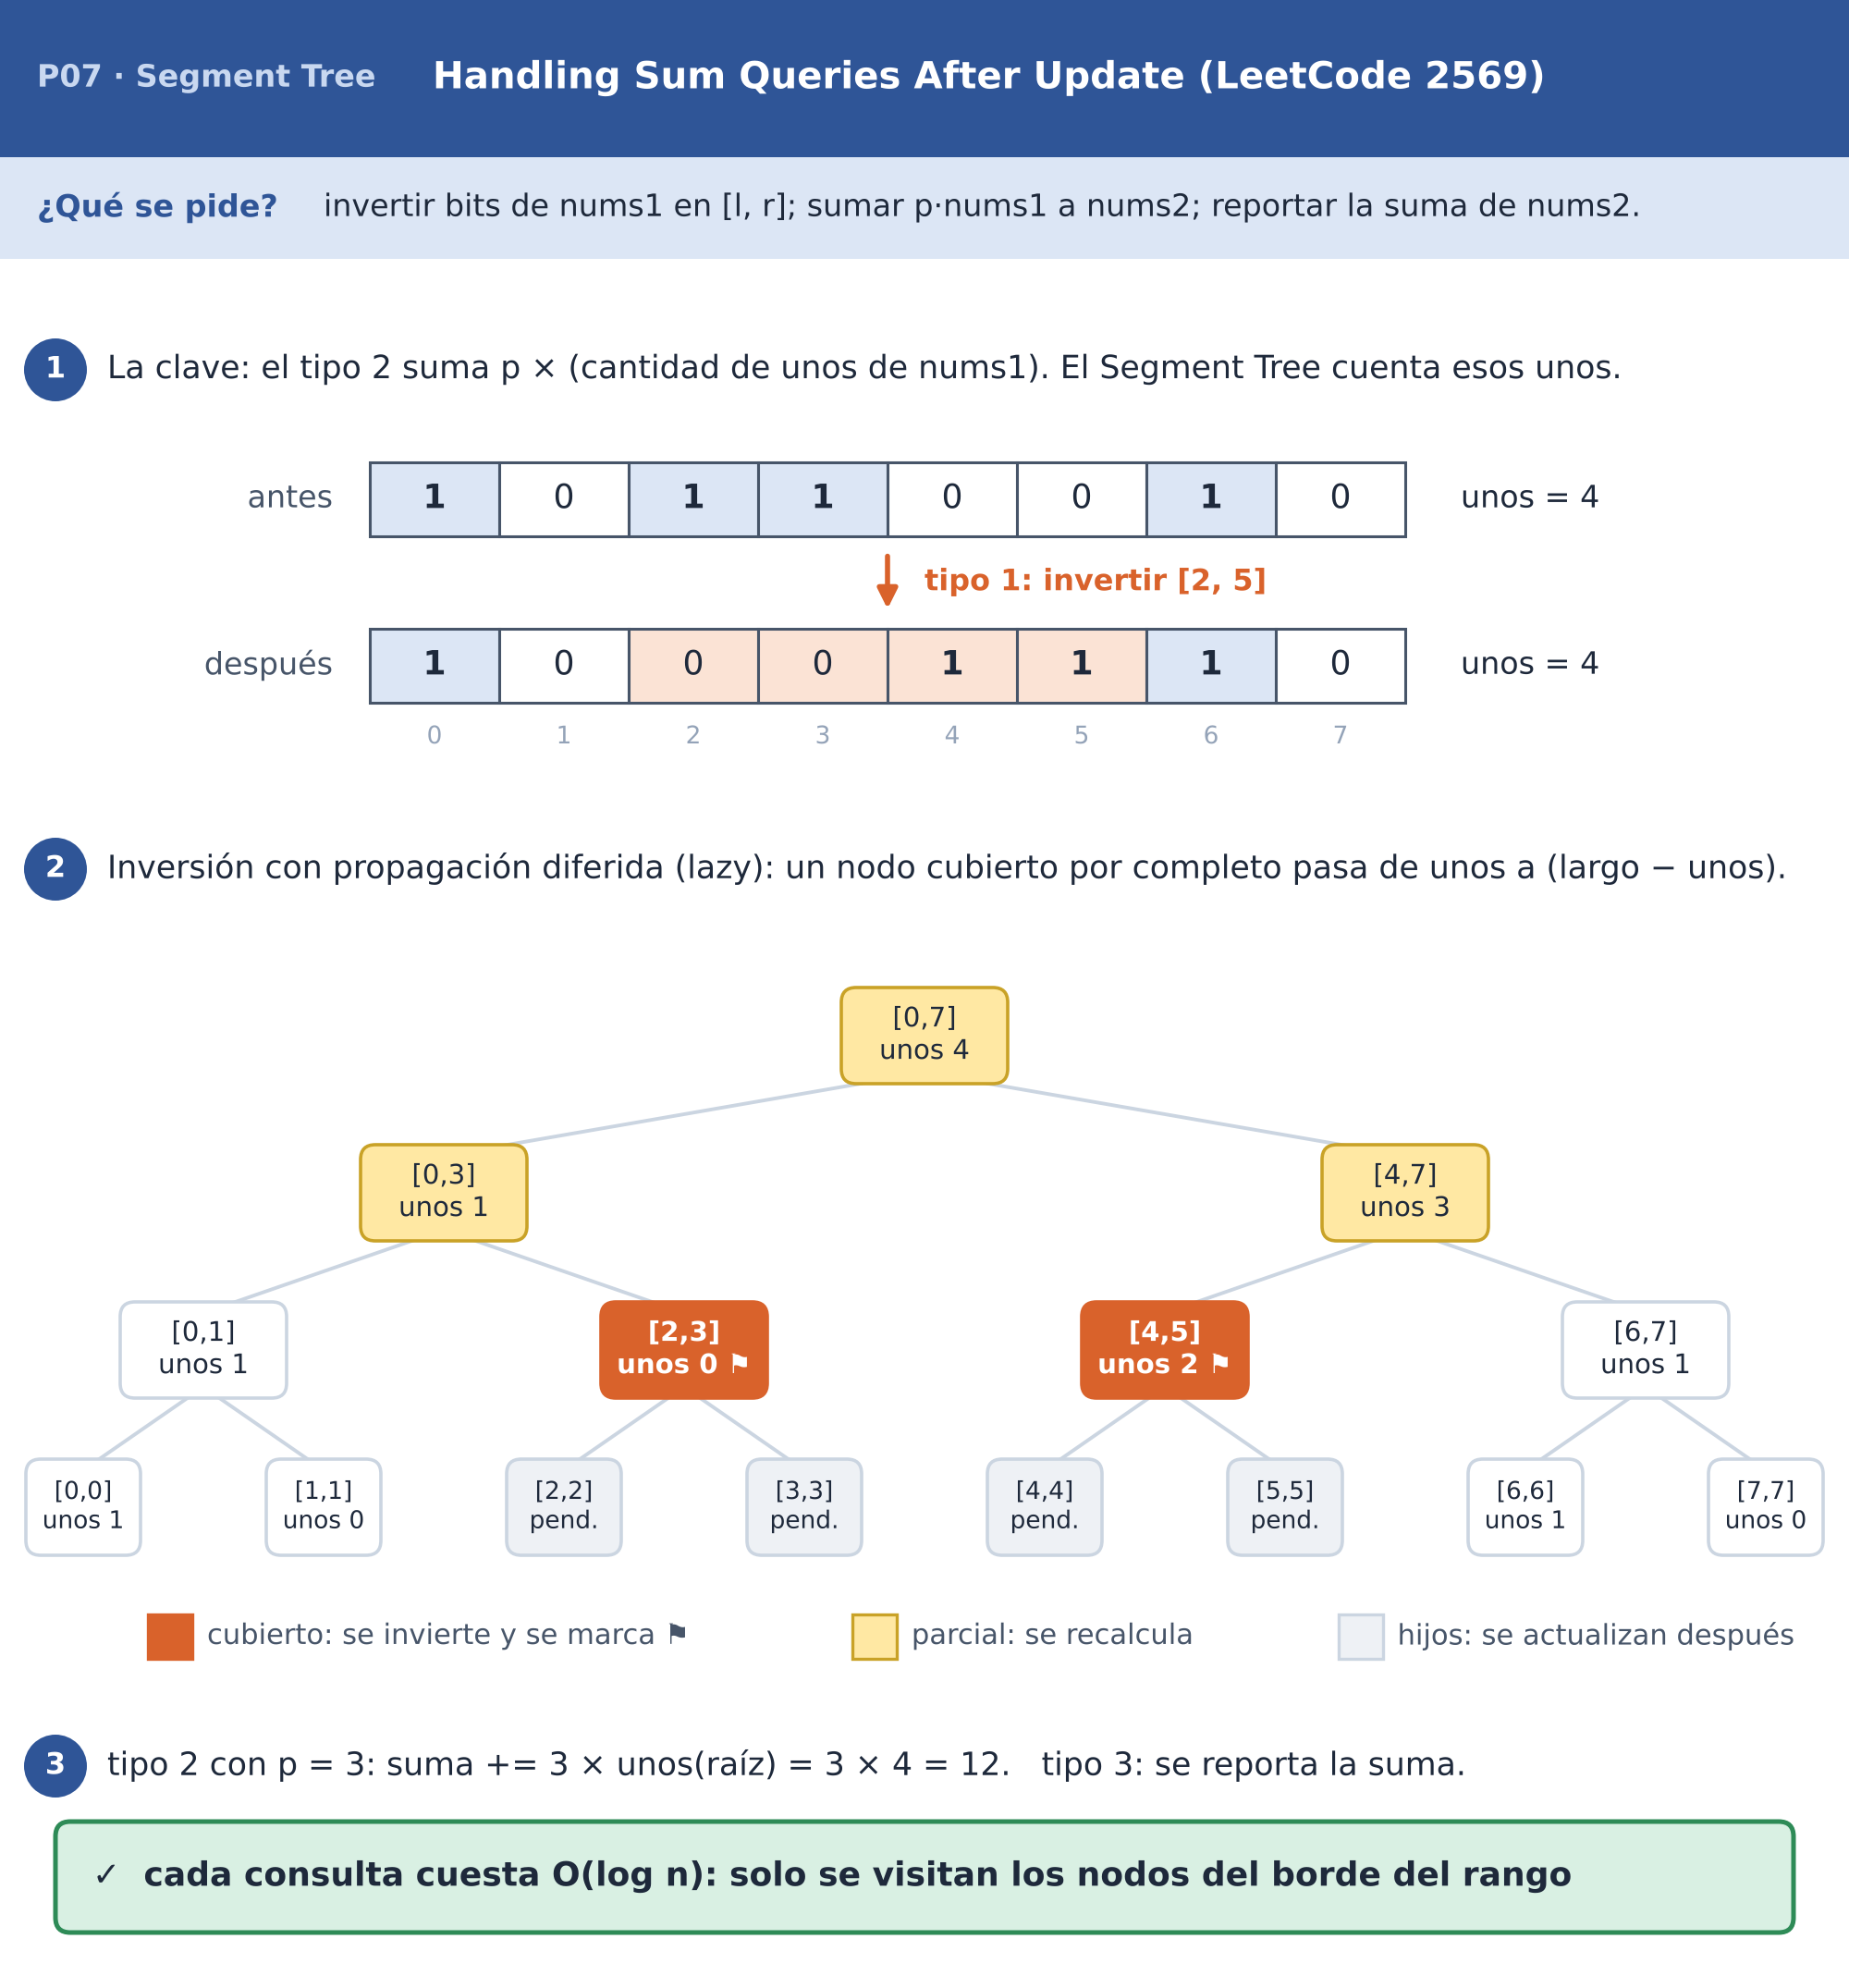 P07 · Segment Tree Handling Sum Queries After Update (LeetCode 2569)
¿Qué se pide? invertir bits de nums1 en [l, r]; sumar p·nums1 a nums2; reportar la suma de nums2.
1 La clave: el tipo 2 suma p × (cantidad de unos de nums1). El Segment Tree cuenta esos unos.
antes 1 0 1 1 0 0 1 0 unos = 4
tipo 1: invertir [2, 5]
después 1 0 0 0 1 1 1 0 unos = 4
0 1 2 3 4 5 6 7
2 Inversión con propagación diferida (lazy): un nodo cubierto por completo pasa de unos a (largo − unos).
[0,7]
unos 4
[0,3]
unos 1
[4,7]
unos 3
[0,1]
unos 1
[2,3]
unos 0 ⚑
[4,5]
unos 2 ⚑
[6,7]
unos 1
[0,0]
unos 1
[1,1]
unos 0
[2,2]
pend.
[3,3]
pend.
[4,4]
pend.
[5,5]
pend.
[6,6]
unos 1
[7,7]
unos 0
cubierto: se invierte y se marca ⚑
parcial: se recalcula
hijos: se actualizan después
3 tipo 2 con p = 3: suma += 3 × unos(raíz) = 3 × 4 = 12. tipo 3: se reporta la suma.
✓ cada consulta cuesta O(log n): solo se visitan los nodos del borde del rango